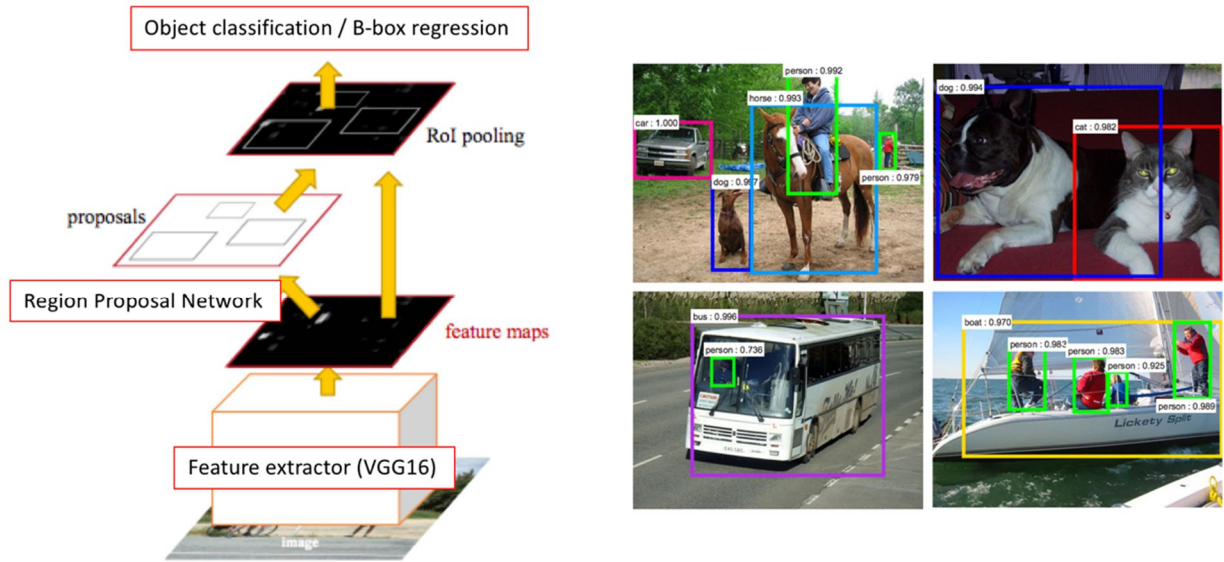 Object classification / B-box regression
RoI pooling
proposals
Region Proposal Network
feature maps
Feature extractor (VGG16)
image
person : 0.992
horse : 0.993
car : 1.000
dog : 0.997
person : 0.979
dog : 0.994
cat : 0.982
bus : 0.996
person : 0.736
boat : 0.970
person : 0.983
person : 0.983
person : 0.925
person : 0.989
Lickety Split